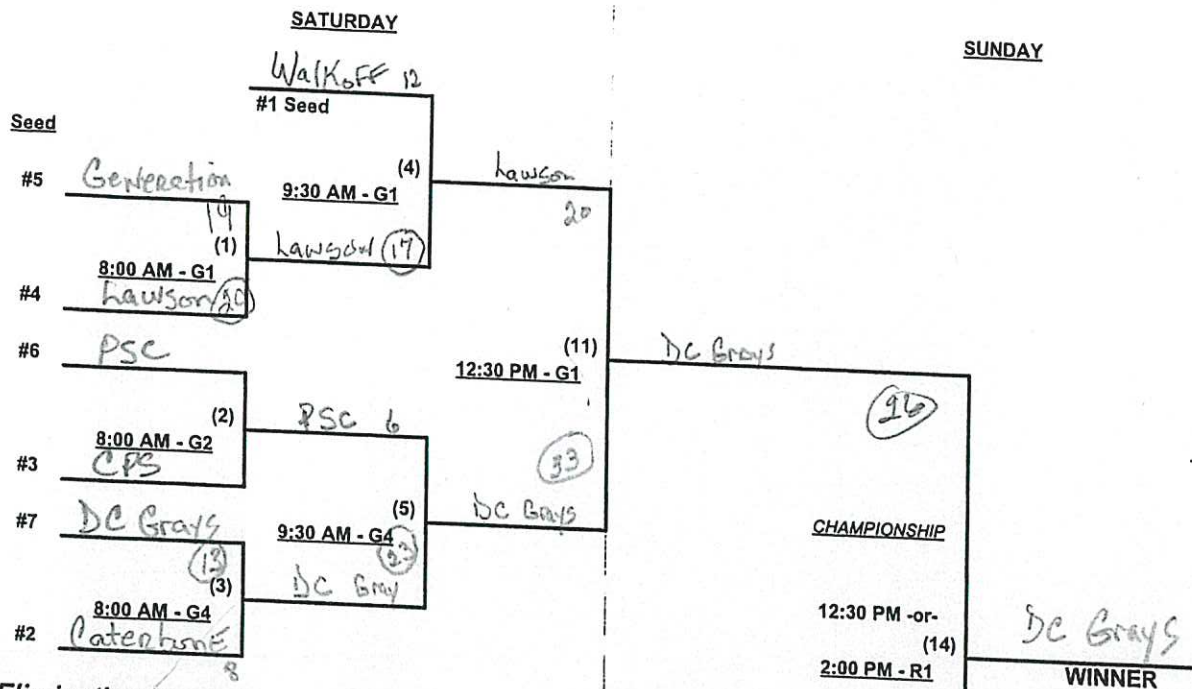 SATURDAY
SUNDAY
WalkoFF 12
#1 Seed
Seed
#5 Generation
19
(4)
9:30 AM - G1
Lawson
20
(1)
8:00 AM - G1
Lawson 17
#4 Lawson 20
#6 PSC
(11)
12:30 PM - G1
DC Grays
(2)
8:00 AM - G2
PSC 6
#3 CPS
33
#7 DC Grays
13
(5)
9:30 AM - G4
23
DC Grays
CHAMPIONSHIP
(3)
8:00 AM - G4
DC Gray
12:30 PM -or-
(14)
2:00 PM - R1
DC Grays
WINNER
#2
8